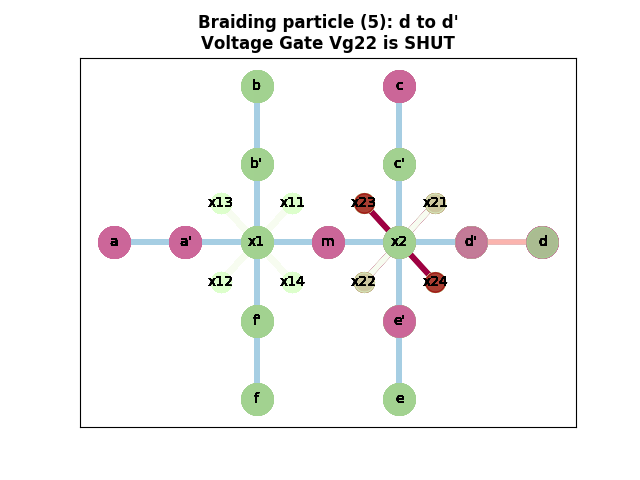 Braiding particle (5): d to d'
Voltage Gate Vg22 is SHUT
b c
b' c'
x13 x11 x23 x21
a a' x1 m x2 d' d
x12 x14 x22 x24
f' e'
f e